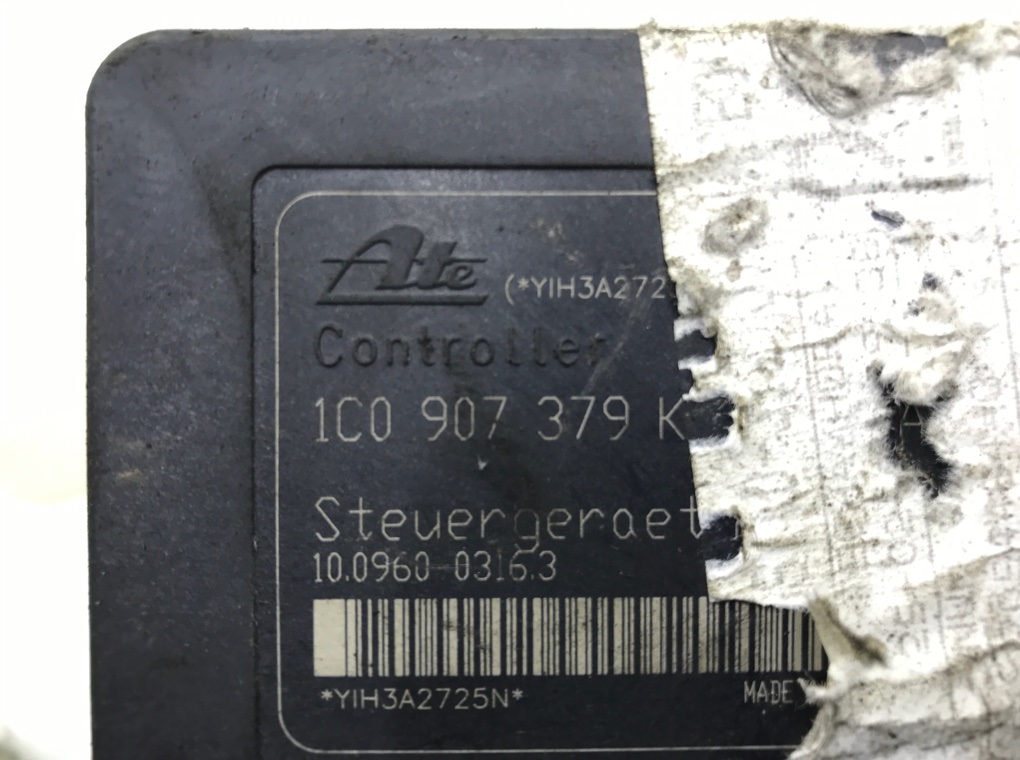 Ate (*YIH3A272
Controller
1C0 907 379 K
Steuergeraet
10.0960-0316.3
*YIH3A2725N*
MADE